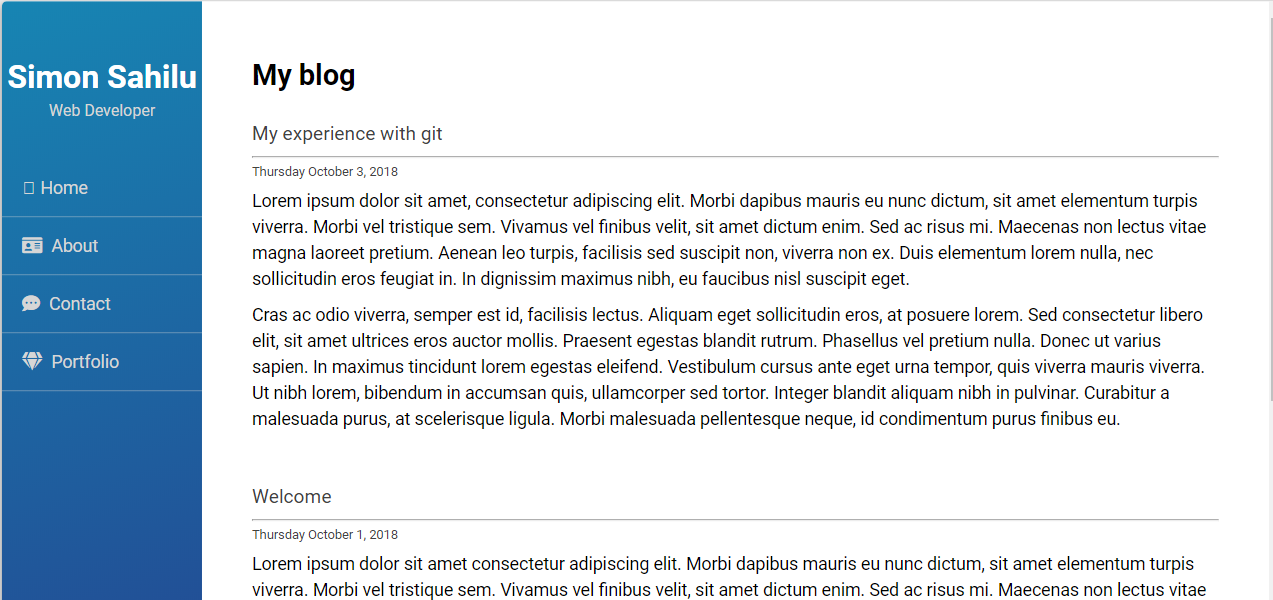 Simon Sahilu
Web Developer
Home
About
Contact
Portfolio
My blog
My experience with git
Thursday October 3, 2018
Lorem ipsum dolor sit amet, consectetur adipiscing elit. Morbi dapibus mauris eu nunc dictum, sit amet elementum turpis
viverra. Morbi vel tristique sem. Vivamus vel finibus velit, sit amet dictum enim. Sed ac risus mi. Maecenas non lectus vitae
magna laoreet pretium. Aenean leo turpis, facilisis sed suscipit non, viverra non ex. Duis elementum lorem nulla, nec
sollicitudin eros feugiat in. In dignissim maximus nibh, eu faucibus nisl suscipit eget.
Cras ac odio viverra, semper est id, facilisis lectus. Aliquam eget sollicitudin eros, at posuere lorem. Sed consectetur libero
elit, sit amet ultrices eros auctor mollis. Praesent egestas blandit rutrum. Phasellus vel pretium nulla. Donec ut varius
sapien. In maximus tincidunt lorem egestas eleifend. Vestibulum cursus ante eget urna tempor, quis viverra mauris viverra.
Ut nibh lorem, bibendum in accumsan quis, ullamcorper sed tortor. Integer blandit aliquam nibh in pulvinar. Curabitur a
malesuada purus, at scelerisque ligula. Morbi malesuada pellentesque neque, id condimentum purus finibus eu.
Welcome
Thursday October 1, 2018
Lorem ipsum dolor sit amet consectetur adipiscing elit. Morbi dapibus mauris eu nunc dictum, sit amet elementum turpis
viverra. Morbi vel tristique sem. Vivamus vel finibus velit, sit amet dictum enim. Sed ac risus mi. Maecenas non lectus vitae